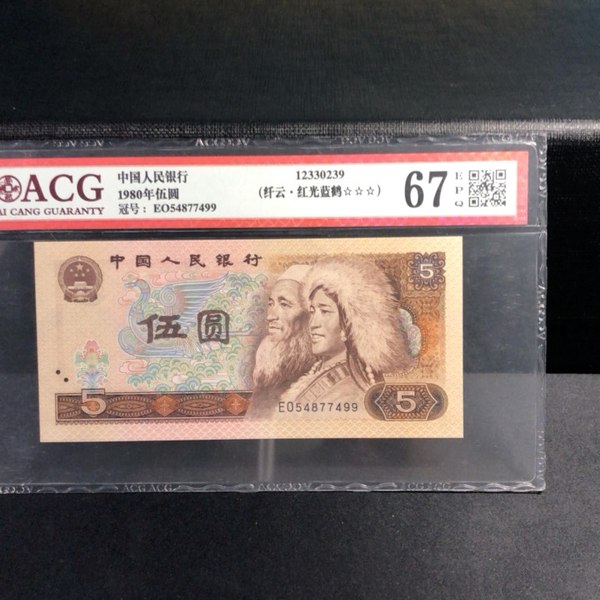 ACG
AI CANG GUARANTY
中国人民银行
1980年伍圆
冠号: EO54877499
12330239
(纤云·红光蓝鹤☆☆☆)
67
E
P
Q
中国人民银行
5
伍圆
5
EO54877499
5